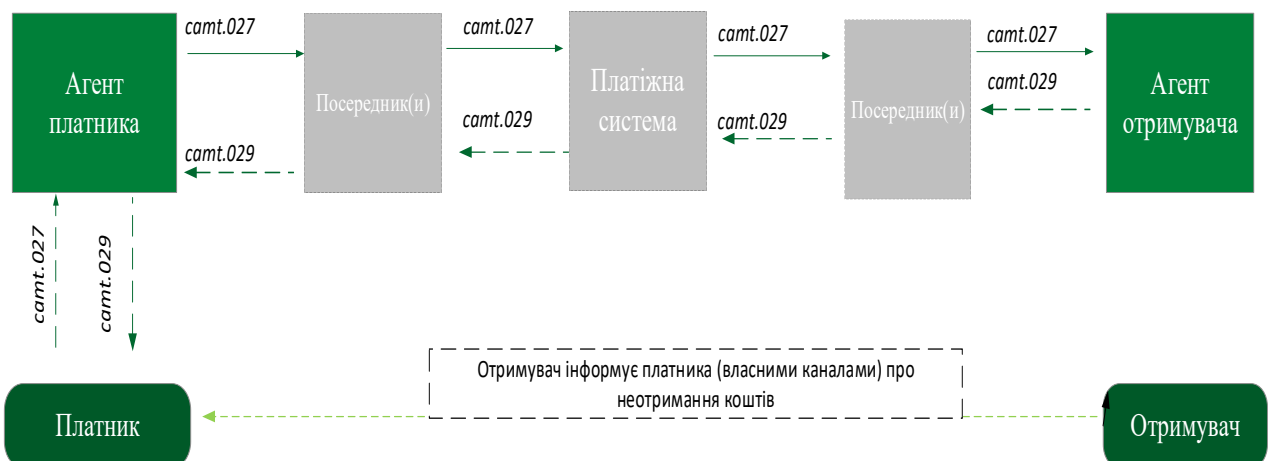 camt.027
camt.027
camt.027
camt.027
Агент
платника
Посередник(и)
Платіжна
система
Посередник(и)
Агент
отримувача
camt.029
camt.029
camt.029
camt.029
camt.027
camt.029
Отримувач інформує платника (власними каналами) про
неотримання коштів
Платник
Отримувач